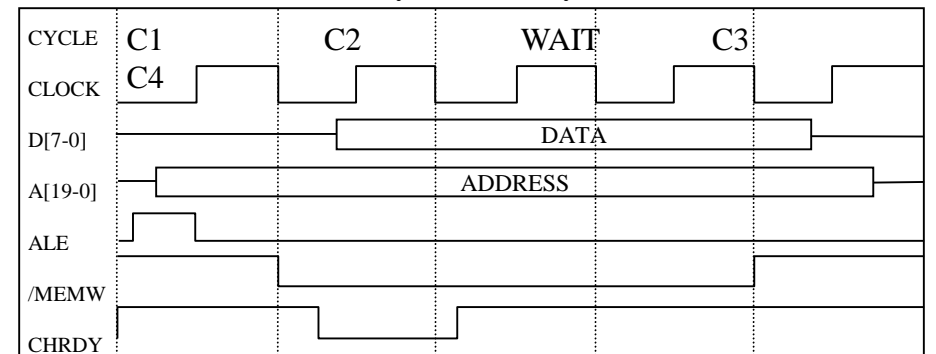 CYCLE C1 C2 WAIT C3
CLOCK C4
D[7-0] DATA
A[19-0] ADDRESS
ALE
/MEMW
CHRDY